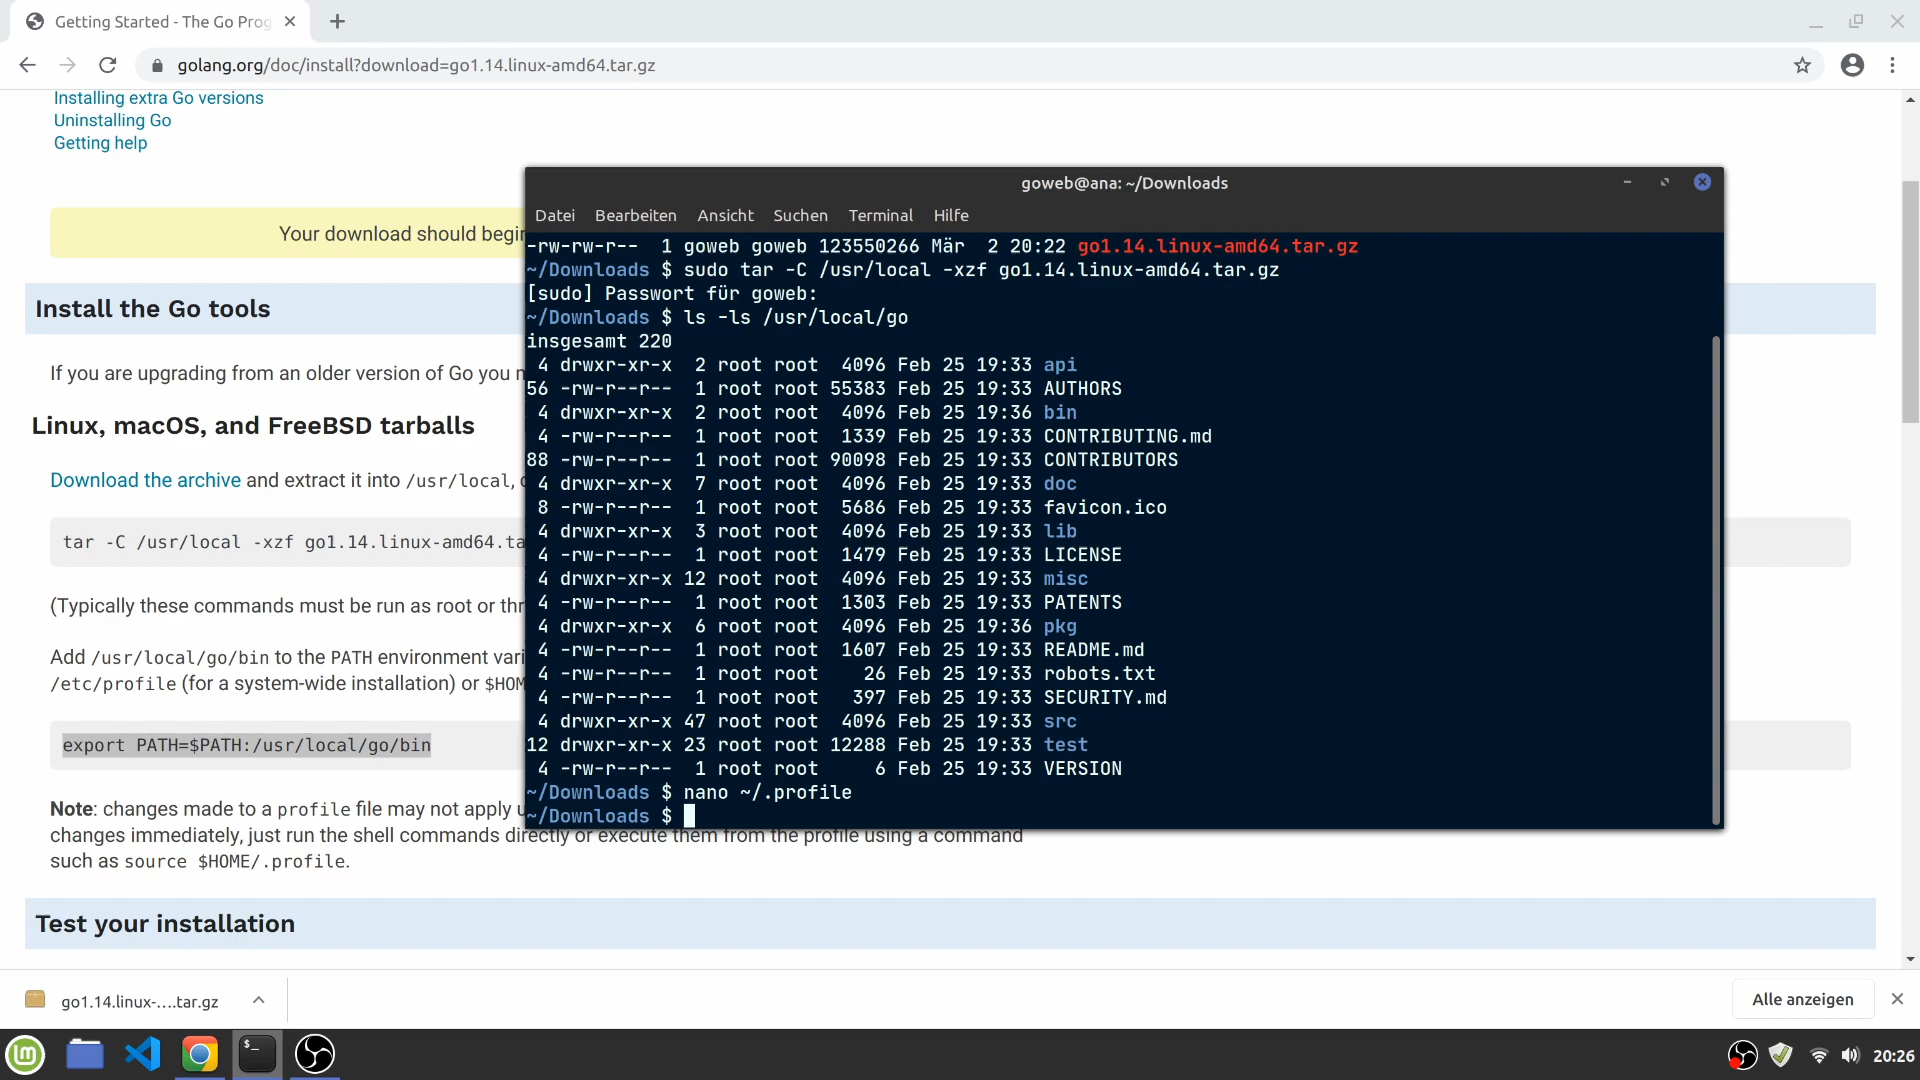 Getting Started - The Go Prog
golang.org/doc/install?download=go1.14.linux-amd64.tar.gz
Installing extra Go versions
Uninstalling Go
Getting help
Your download should begin
Install the Go tools
If you are upgrading from an older version of Go you m
Linux, macOS, and FreeBSD tarballs
Download the archive and extract it into /usr/local, c
tar -C /usr/local -xzf go1.14.linux-amd64.ta
(Typically these commands must be run as root or thr
Add /usr/local/go/bin to the PATH environment vari
/etc/profile (for a system-wide installation) or $HOM
export PATH=$PATH:/usr/local/go/bin
Note: changes made to a profile file may not apply u
changes immediately, just run the shell commands directly or execute them from the profile using a command
such as source $HOME/.profile.
Test your installation
goweb@ana: ~/Downloads
Datei Bearbeiten Ansicht Suchen Terminal Hilfe
-rw-rw-r-- 1 goweb goweb 123550266 Mär 2 20:22 go1.14.linux-amd64.tar.gz
~/Downloads $ sudo tar -C /usr/local -xzf go1.14.linux-amd64.tar.gz
[sudo] Passwort für goweb:
~/Downloads $ ls -ls /usr/local/go
insgesamt 220
4 drwxr-xr-x 2 root root 4096 Feb 25 19:33 api
56 -rw-r--r-- 1 root root 55383 Feb 25 19:33 AUTHORS
4 drwxr-xr-x 2 root root 4096 Feb 25 19:36 bin
4 -rw-r--r-- 1 root root 1339 Feb 25 19:33 CONTRIBUTING.md
88 -rw-r--r-- 1 root root 90098 Feb 25 19:33 CONTRIBUTORS
4 drwxr-xr-x 7 root root 4096 Feb 25 19:33 doc
8 -rw-r--r-- 1 root root 5686 Feb 25 19:33 favicon.ico
4 drwxr-xr-x 3 root root 4096 Feb 25 19:33 lib
4 -rw-r--r-- 1 root root 1479 Feb 25 19:33 LICENSE
4 drwxr-xr-x 12 root root 4096 Feb 25 19:33 misc
4 -rw-r--r-- 1 root root 1303 Feb 25 19:33 PATENTS
4 drwxr-xr-x 6 root root 4096 Feb 25 19:36 pkg
4 -rw-r--r-- 1 root root 1607 Feb 25 19:33 README.md
4 -rw-r--r-- 1 root root 26 Feb 25 19:33 robots.txt
4 -rw-r--r-- 1 root root 397 Feb 25 19:33 SECURITY.md
4 drwxr-xr-x 47 root root 4096 Feb 25 19:33 src
12 drwxr-xr-x 23 root root 12288 Feb 25 19:33 test
4 -rw-r--r-- 1 root root 6 Feb 25 19:33 VERSION
~/Downloads $ nano ~/.profile
~/Downloads $
go1.14.linux-....tar.gz
Alle anzeigen
20:26